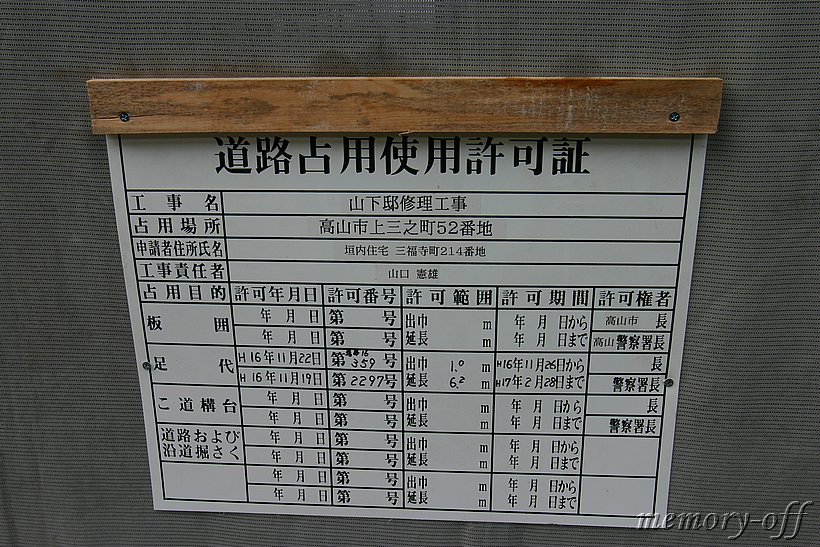 道路占用使用許可証
工事名 山下邸修理工事
占用場所 高山市上三之町52番地
申請者住所氏名 垣内住宅 三福寺町214番地
工事責任者 山口 憲雄
占用目的 許可年月日 許可番号 許可範囲 許可期間 許可権者
板囲 年 月 日 第 号 出巾 m 年 月 日から 高山市 長
年 月 日 第 号 延長 m 年 月 日まで 高山 警察署長
足代 H16年11月22日 第 359号 出巾 1.0 m H16年11月26日から 長
H16年11月19日 第2297号 延長 6.2 m H17年2月28日まで 警察署長
こ道構台 年 月 日 第 号 出巾 m 年 月 日から 長
年 月 日 第 号 延長 m 年 月 日まで 警察署長
道路および 年 月 日 第 号 出巾 m 年 月 日から
沿道堀さく 年 月 日 第 号 延長 m 年 月 日まで
年 月 日 第 号 出巾 m 年 月 日から
年 月 日 第 号 延長 m 年 月 日まで
memory-off